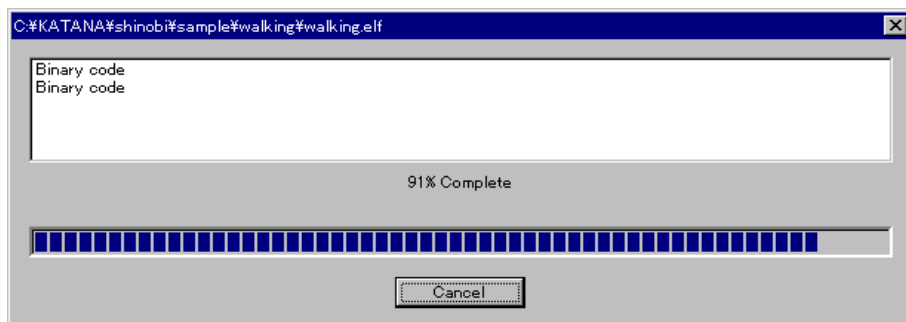 C:¥KATANA¥shinobi¥sample¥walking¥walking.elf
Binary code
Binary code
91% Complete
Cancel